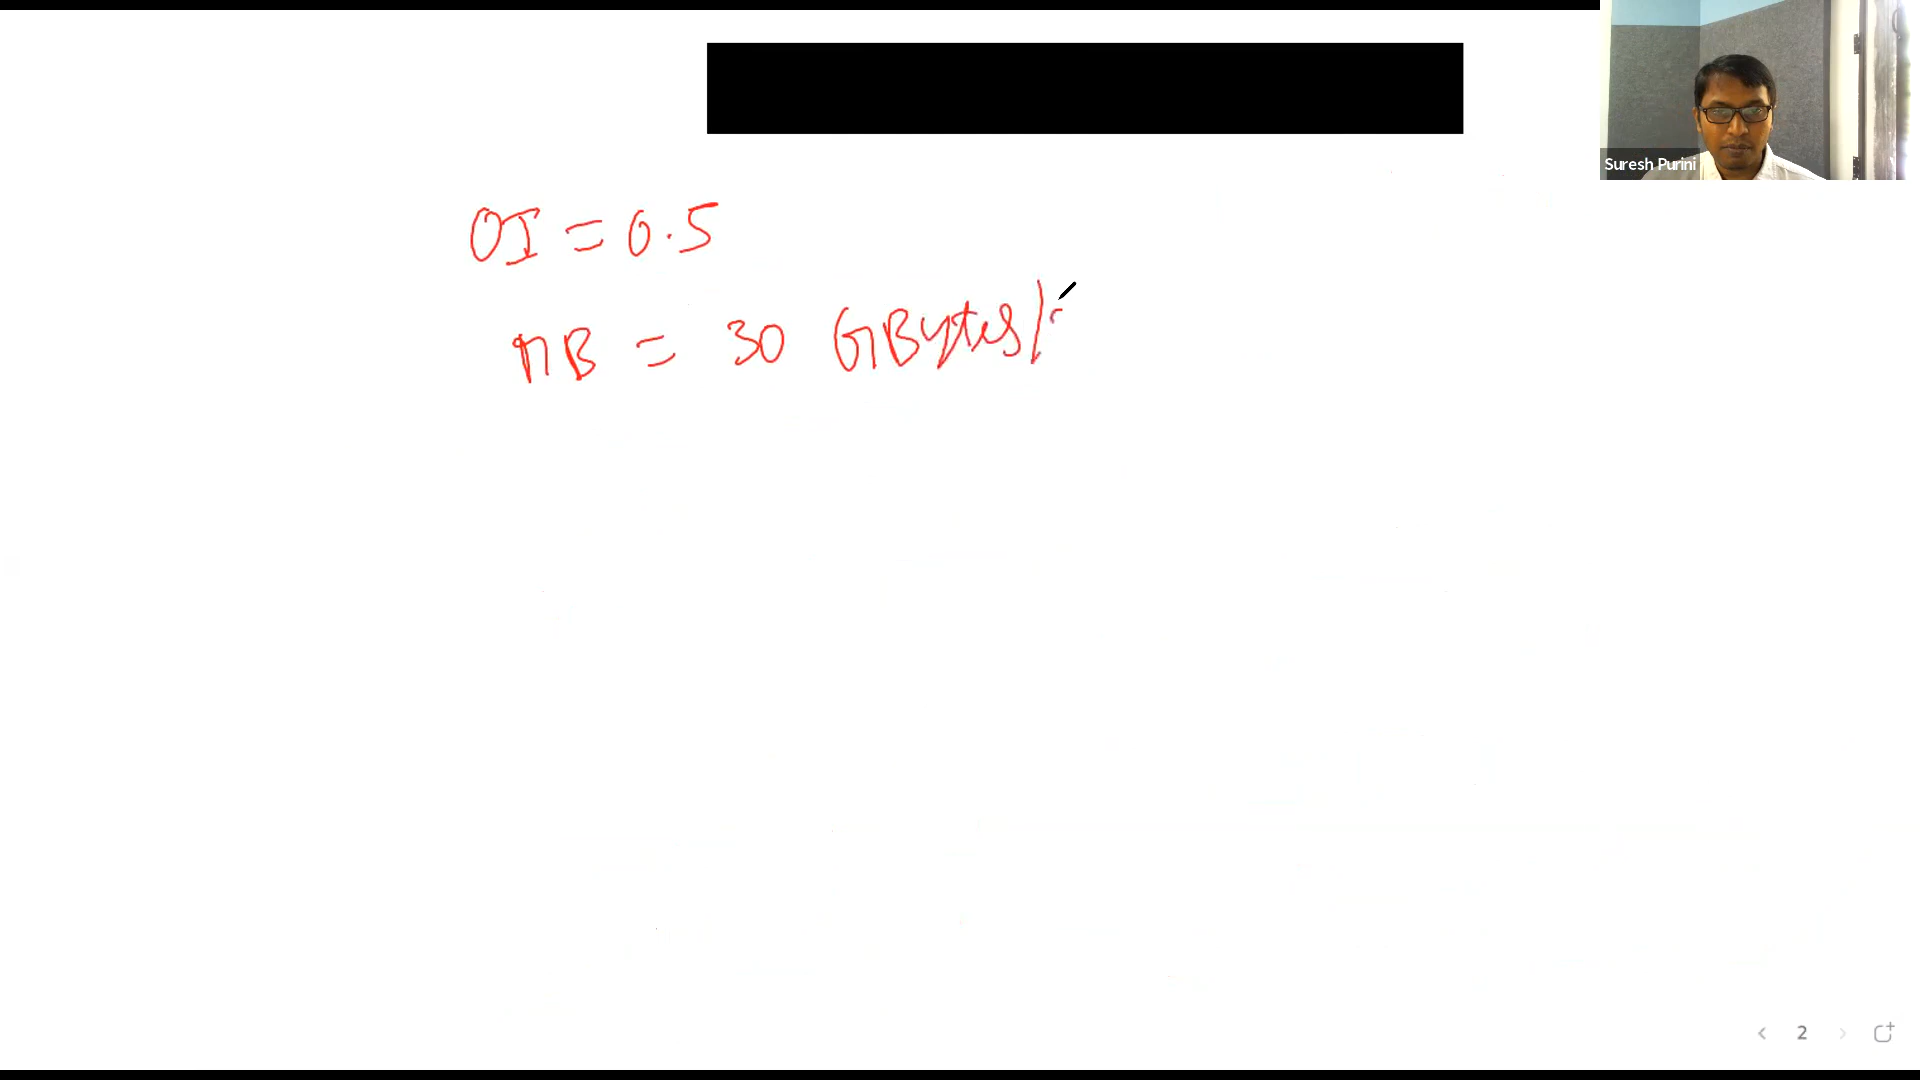 Suresh Purini
OI = 0.5
MB = 30 GBytes/
2